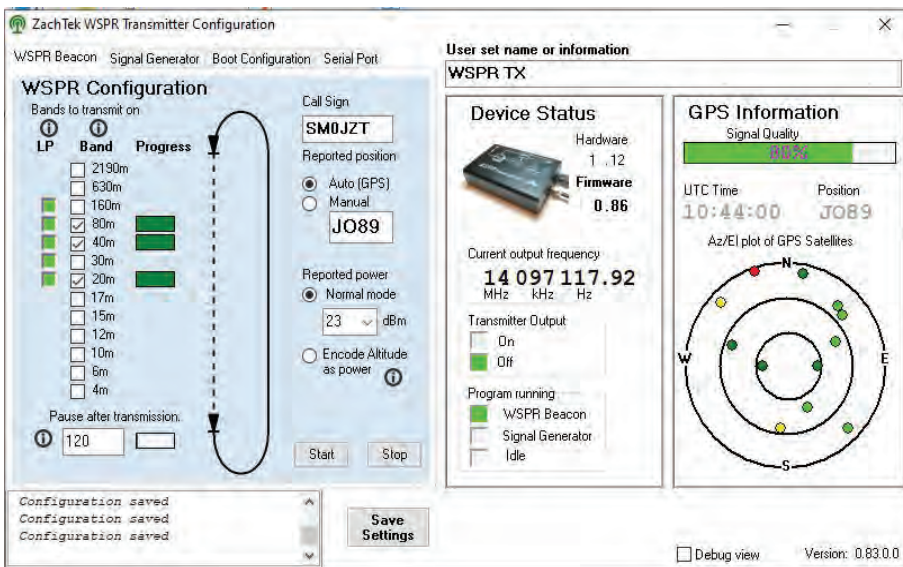 ZachTek WSPR Transmitter Configuration
WSPR Beacon Signal Generator Boot Configuration Serial Port
User set name or information
WSPR TX
WSPR Configuration
Bands to transmit on
LP Band Progress
2190m
630m
160m
80m
40m
30m
20m
17m
15m
12m
10m
6m
4m
Pause after transmission.
120
Call Sign
SM0JZT
Reported position
Auto (GPS)
Manual
JO89
Reported power
Normal mode
23 dBm
Encode Altitude
as power
Start Stop
Configuration saved
Configuration saved
Configuration saved
Save
Settings
Device Status
Hardware
1 .12
Firmware
0.86
Current output frequency
14 097 117.92
MHz kHz Hz
Transmitter Output
On
Off
Program running
WSPR Beacon
Signal Generator
Idle
GPS Information
Signal Quality
80%
UTC Time Position
10:44:00 JO89
Az/El plot of GPS Satellites
N
W E
S
Debug view Version: 0.83.0.0